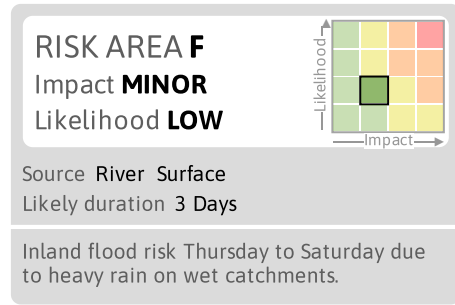 RISK AREA F
Impact MINOR
Likelihood LOW
Likelihood
Impact
Source River Surface
Likely duration 3 Days
Inland flood risk Thursday to Saturday due
to heavy rain on wet catchments.